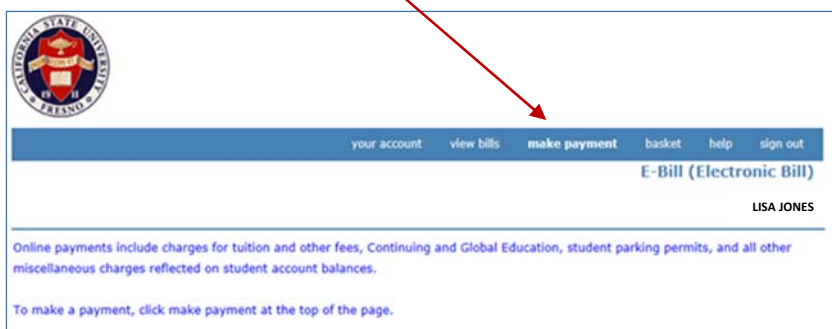 CALIFORNIA STATE UNIVERSITY
19 11
FRESNO
your account view bills make payment basket help sign out
E-Bill (Electronic Bill)
LISA JONES
Online payments include charges for tuition and other fees, Continuing and Global Education, student parking permits, and all other
miscellaneous charges reflected on student account balances.
To make a payment, click make payment at the top of the page.